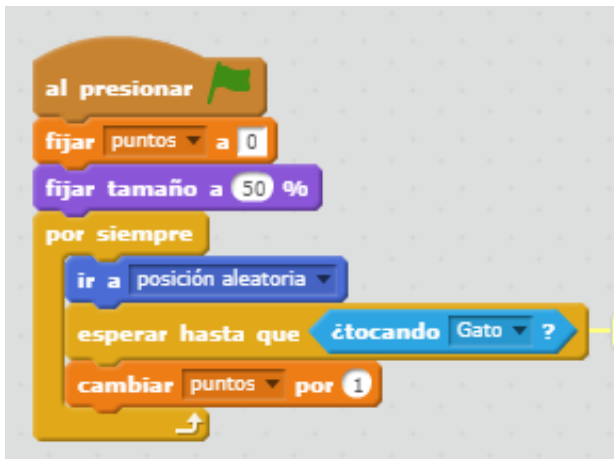 al presionar
fijar puntos a 0
fijar tamaño a 50 %
por siempre
ir a posición aleatoria
esperar hasta que ¿tocando Gato ?
cambiar puntos por 1